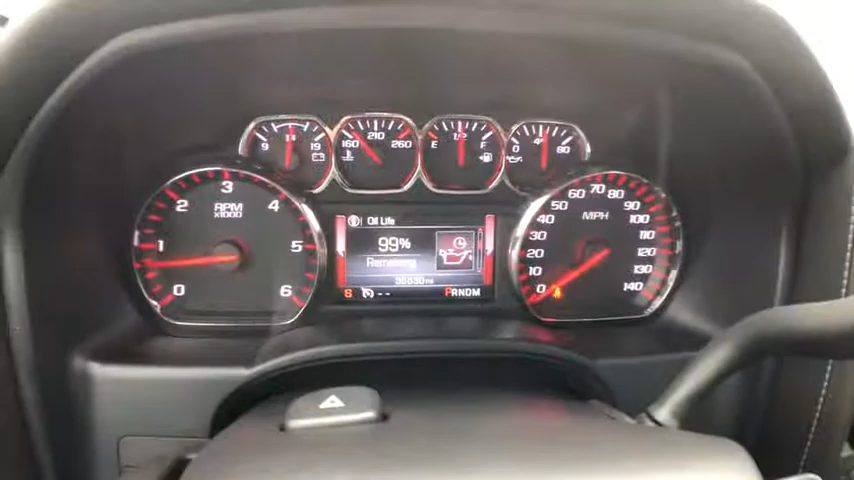 9 13 19
160 210 260
E 1/2 F
0 40 80
0 1 2 3 4 5 6
RPM
X1000
Oil Life
99%
Remaining
S --
PRNDM
0 10 20 30 40 50 60 70 80 90 100 110 120 130 140
MPH